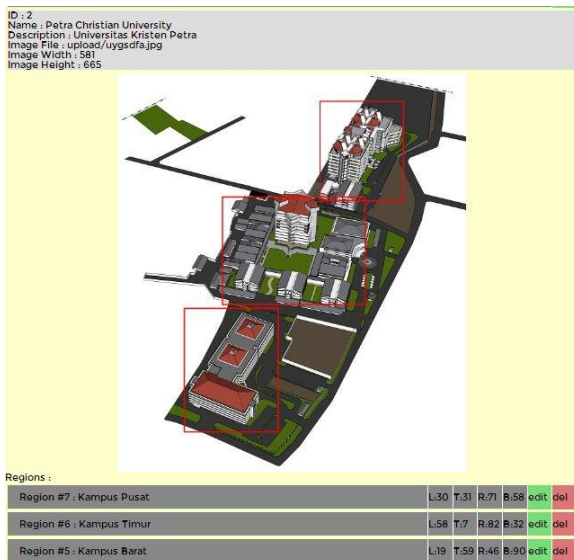 ID : 2
Name : Petra Christian University
Description : Universitas Kristen Petra
Image File : upload/uygsdfa.jpg
Image Width : 581
Image Height : 665
Regions :
Region #7 : Kampus Pusat L:30 T:31 R:71 B:58 edit del
Region #6 : Kampus Timur L:58 T:7 R:82 B:32 edit del
Region #5 : Kampus Barat L:19 T:59 R:46 B:90 edit del